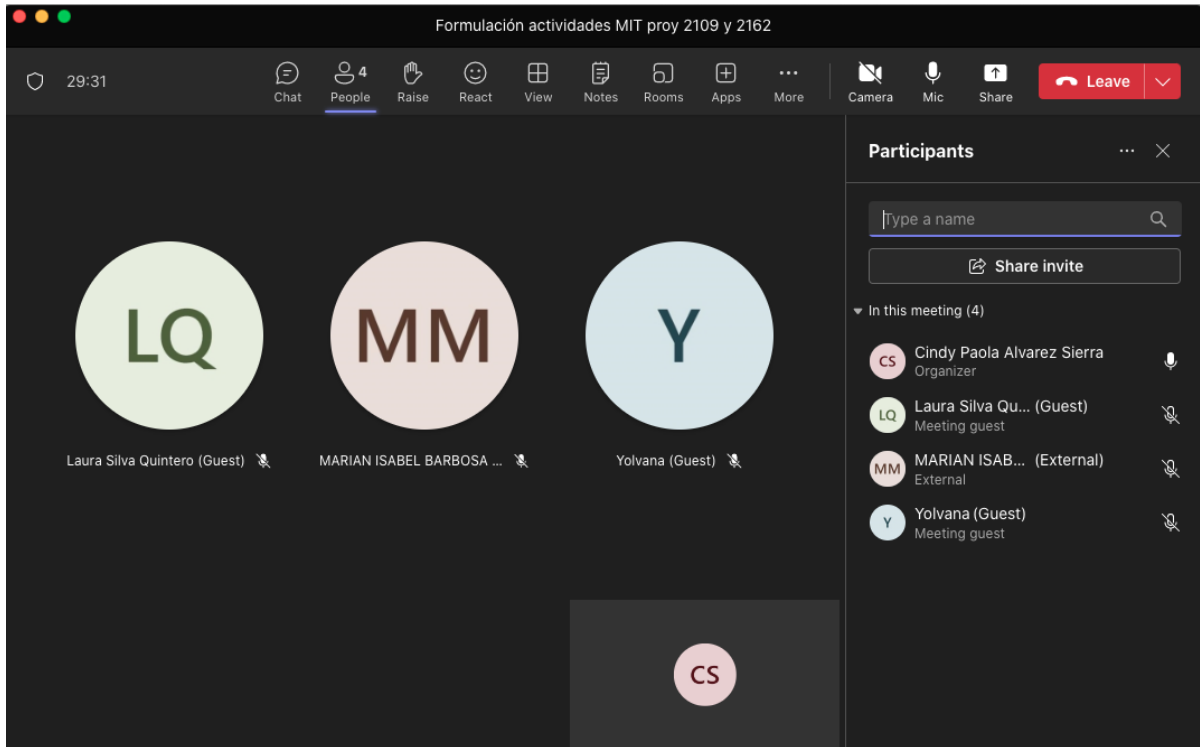 Formulación actividades MIT proy 2109 y 2162
29:31
Chat
4
People
Raise
React
View
Notes
Rooms
Apps
More
Camera
Mic
Share
Leave
Participants
Type a name
Share invite
In this meeting (4)
CS
Cindy Paola Alvarez Sierra
Organizer
LQ
Laura Silva Qu... (Guest)
Meeting guest
MM
MARIAN ISAB... (External)
External
Y
Yolvana (Guest)
Meeting guest
LQ
Laura Silva Quintero (Guest)
MM
MARIAN ISABEL BARBOSA ...
Y
Yolvana (Guest)
CS